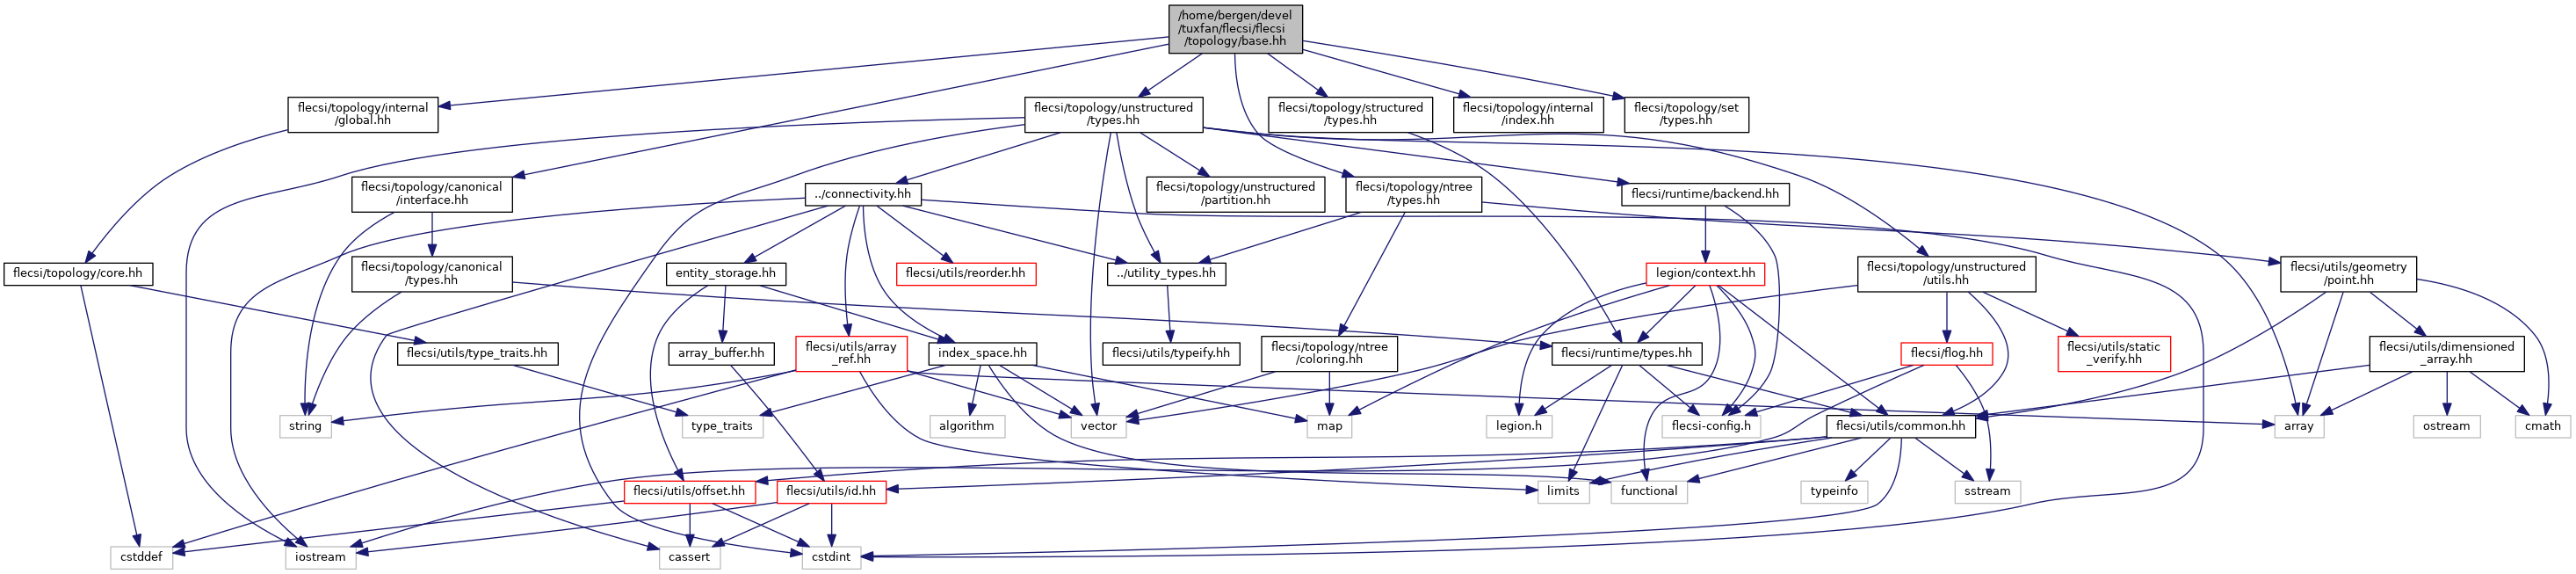 /home/bergen/devel
/tuxfan/flecsi/flecsi
/topology/base.hh
flecsi/topology/internal
/global.hh
flecsi/topology/unstructured
/types.hh
flecsi/topology/structured
/types.hh
flecsi/topology/internal
/index.hh
flecsi/topology/set
/types.hh
flecsi/topology/canonical
/interface.hh
../connectivity.hh
flecsi/topology/unstructured
/partition.hh
flecsi/topology/ntree
/types.hh
flecsi/runtime/backend.hh
flecsi/topology/core.hh
flecsi/topology/canonical
/types.hh
entity_storage.hh
flecsi/utils/reorder.hh
../utility_types.hh
legion/context.hh
flecsi/topology/unstructured
/utils.hh
flecsi/utils/geometry
/point.hh
flecsi/utils/type_traits.hh
array_buffer.hh
flecsi/utils/array
_ref.hh
index_space.hh
flecsi/utils/typeify.hh
flecsi/topology/ntree
/coloring.hh
flecsi/runtime/types.hh
flecsi/flog.hh
flecsi/utils/static
_verify.hh
flecsi/utils/dimensioned
_array.hh
string
type_traits
algorithm
vector
map
legion.h
flecsi-config.h
flecsi/utils/common.hh
array
ostream
cmath
flecsi/utils/offset.hh
flecsi/utils/id.hh
limits
functional
typeinfo
sstream
cstddef
iostream
cassert
cstdint